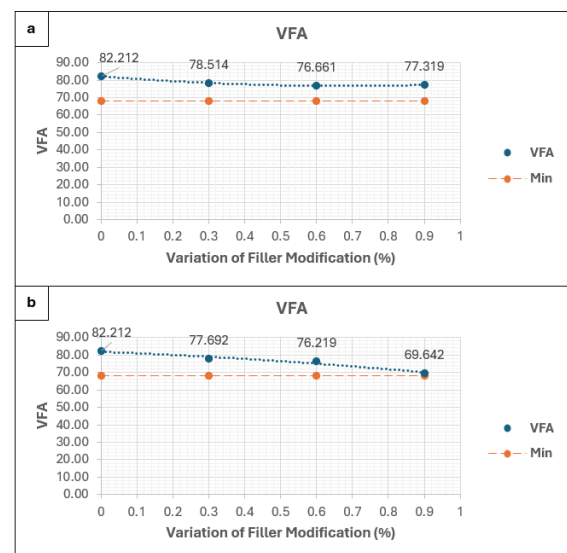 a
VFA
82.212
78.514
76.661
77.319
90.00
80.00
70.00
60.00
50.00
40.00
30.00
20.00
10.00
0.00
VFA
VFA
Min
0 0.1 0.2 0.3 0.4 0.5 0.6 0.7 0.8 0.9 1
Variation of Filler Modification (%)
b
VFA
82.212
77.692
76.219
69.642
90.00
80.00
70.00
60.00
50.00
40.00
30.00
20.00
10.00
0.00
VFA
VFA
Min
0 0.1 0.2 0.3 0.4 0.5 0.6 0.7 0.8 0.9 1
Variation of Filler Modification (%)